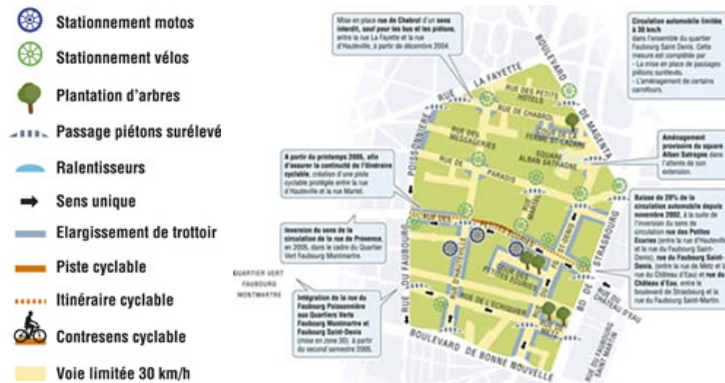 Stationnement motos
Stationnement vélos
Plantation d'arbres
Passage piétons surélevé
Ralentisseurs
Sens unique
Elargissement de trottoir
Piste cyclable
Itinéraire cyclable
Contresens cyclable
Voie limitée 30 km/h
Mise en place rue de Chabrol d'un sens
interdit, sauf pour les bus et les piétons,
entre la rue La Fayette et la rue
d'Hauteville, à partir de décembre 2004.
Circulation automobile limitée
à 30 km/h
dans l'ensemble du quartier
Faubourg Saint Denis. Cette
mesure est complétée par
- La mise en place de passages
piétons surélevés.
- L'aménagement de certains
carrefours.
BOULEVARD
DE MAGENTA
RUE LA FAYETTE
RUE DES PETITS
HOTELS
RUE DE CHABROL
COUR DE LA
FERME ST-LAZARE
RUE DES
MESSAGERIES
SQUARE
ALBAN SATRAGNE
RUE DE PARADIS
POISSONNIERE
Aménagement
provisoire du square
Alban Satragne dans
l'attente de son
extension.
A partir du printemps 2005, afin
d'assurer la continuité de l'itinéraire
cyclable, création d'une piste
cyclable protégée entre la rue
d'Hauteville et la rue Martel.
Inversion du sens de la
circulation de la rue de Provence,
en 2005, dans le cadre du Quartier
Vert Faubourg Montmartre.
Baisse de 20% de la
circulation automobile depuis
novembre 2002, à la suite de
l'inversion du sens de
circulation rue des Petites
Ecuries (entre la rue d'Hauteville
et la rue du Faubourg Saint-
Denis), rue du Faubourg Saint-
Denis, (entre la rue de Metz et la
rue du Château d'Eau) et rue du
Château d'Eau, entre le
boulevard de Strasbourg et la
rue du Faubourg Saint-Martin.
QUARTIER VERT
FAUBOURG
MONTMARTRE
Intégration de la rue du
Faubourg Poissonnière
aux Quartiers Verts
Faubourg Montmartre et
Faubourg Saint-Denis
(mise en zone 30) à partir
du second semestre 2005.
RUE DU FAUBOURG
RUE DES
RUE D'HAUTEVILLE
COUR DES
PETITES ECURIES
RUE DE L'ECHIQUIER
ST-DENIS
BD DE STRASBOURG
RUE DU
CHATEAU D'EAU
RUE DU FAUBOURG
SAINT MARTIN
BOULEVARD DE BONNE NOUVELLE